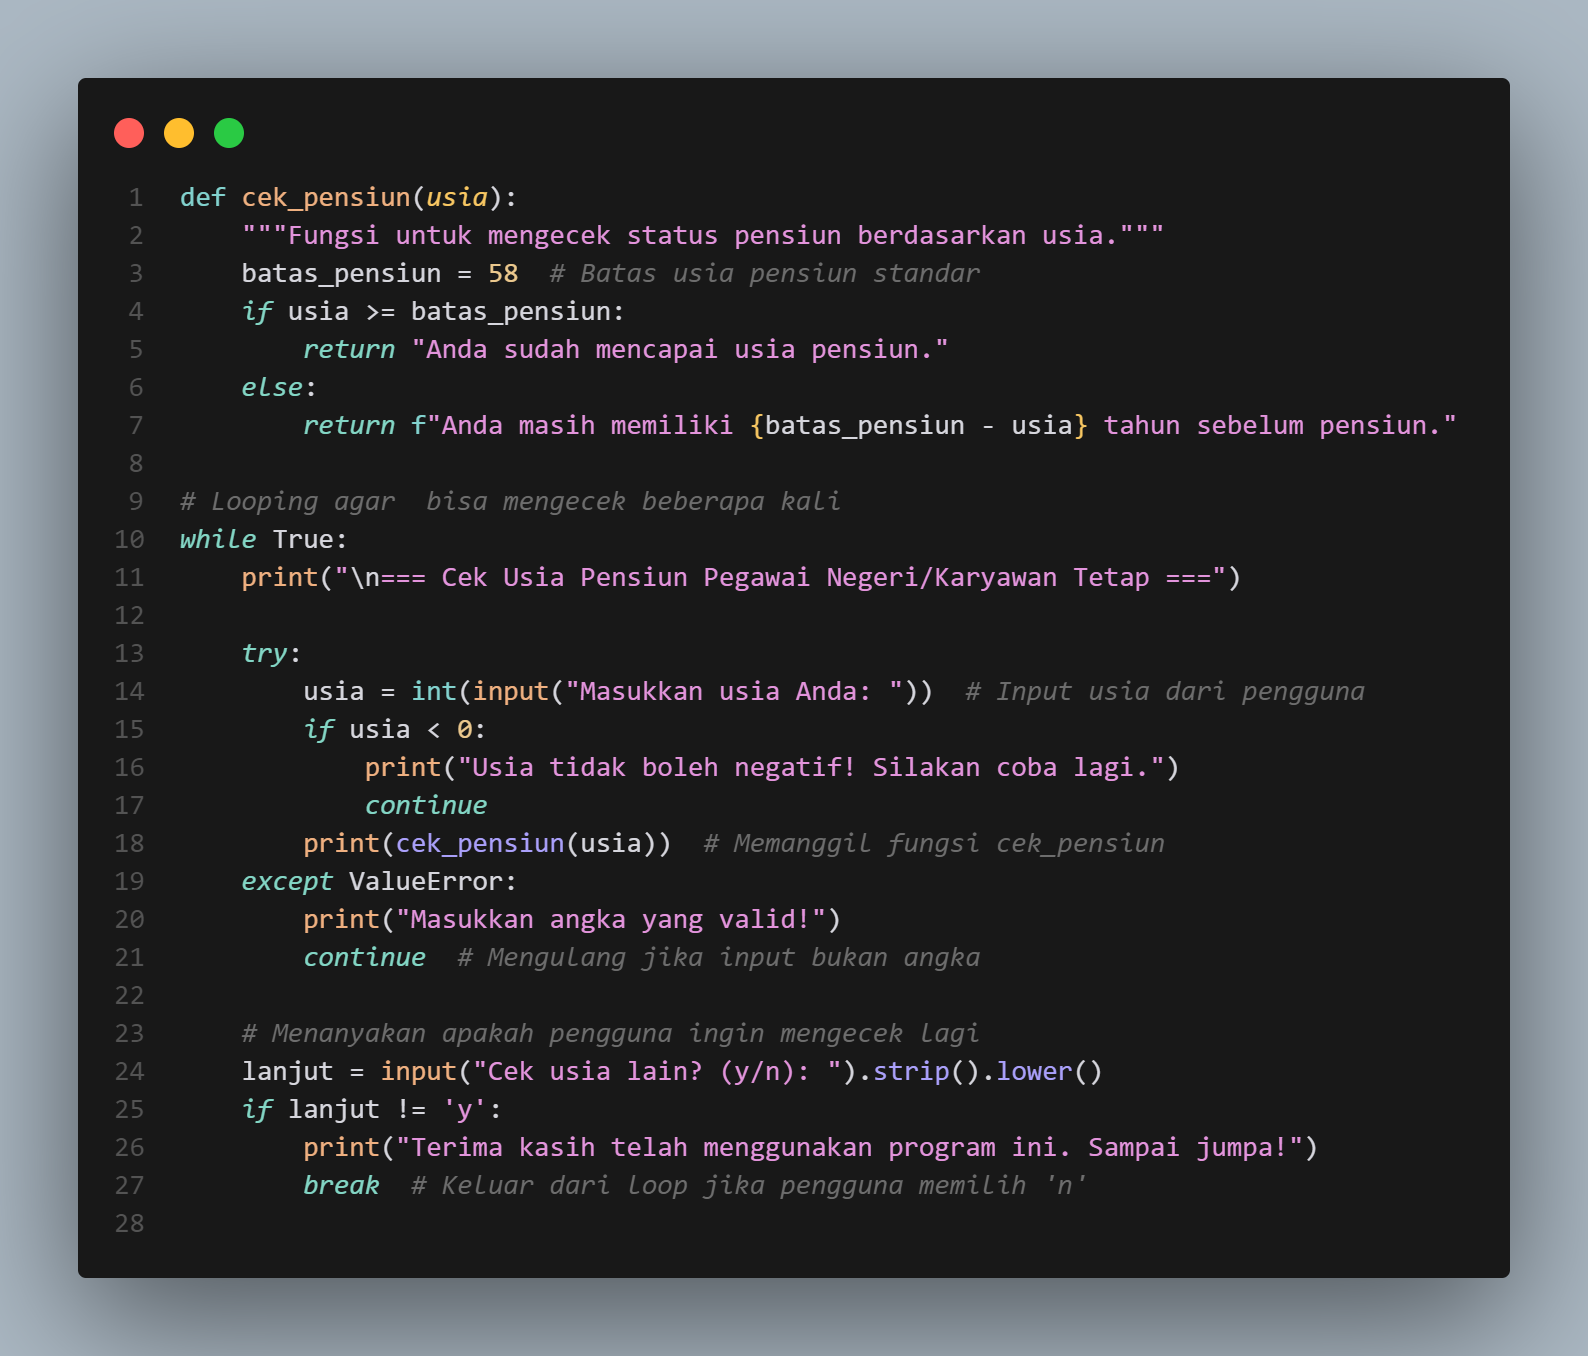 1 def cek_pensiun(usia):
2     """Fungsi untuk mengecek status pensiun berdasarkan usia."""
3     batas_pensiun = 58  # Batas usia pensiun standar
4     if usia >= batas_pensiun:
5         return "Anda sudah mencapai usia pensiun."
6     else:
7         return f"Anda masih memiliki {batas_pensiun - usia} tahun sebelum pensiun."
8
9 # Looping agar  bisa mengecek beberapa kali
10 while True:
11     print("\n=== Cek Usia Pensiun Pegawai Negeri/Karyawan Tetap ===")
12
13     try:
14         usia = int(input("Masukkan usia Anda: "))  # Input usia dari pengguna
15         if usia < 0:
16             print("Usia tidak boleh negatif! Silakan coba lagi.")
17             continue
18         print(cek_pensiun(usia))  # Memanggil fungsi cek_pensiun
19     except ValueError:
20         print("Masukkan angka yang valid!")
21         continue  # Mengulang jika input bukan angka
22
23     # Menanyakan apakah pengguna ingin mengecek lagi
24     lanjut = input("Cek usia lain? (y/n): ").strip().lower()
25     if lanjut != 'y':
26         print("Terima kasih telah menggunakan program ini. Sampai jumpa!")
27         break  # Keluar dari loop jika pengguna memilih 'n'
28